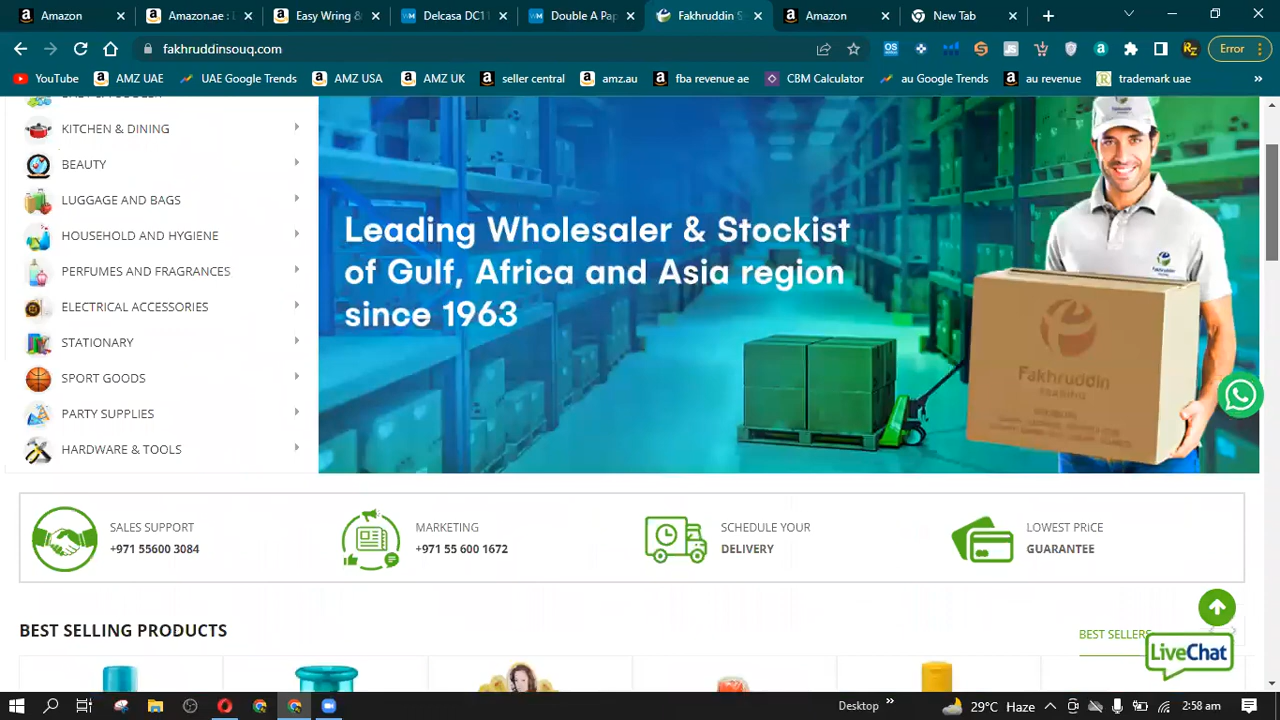 Amazon
Amazon.ae : L
Easy Wring &
Delcasa DC11
Double A Pap
Fakhruddin S
Amazon
New Tab
fakhruddinsouq.com
Error
YouTube
AMZ UAE
UAE Google Trends
AMZ USA
AMZ UK
seller central
amz.au
fba revenue ae
CBM Calculator
au Google Trends
au revenue
trademark uae
KITCHEN & DINING
BEAUTY
LUGGAGE AND BAGS
HOUSEHOLD AND HYGIENE
PERFUMES AND FRAGRANCES
ELECTRICAL ACCESSORIES
STATIONARY
SPORT GOODS
PARTY SUPPLIES
HARDWARE & TOOLS
Leading Wholesaler & Stockist
of Gulf, Africa and Asia region
since 1963
Fakhruddin
SALES SUPPORT
+971 55600 3084
MARKETING
+971 55 600 1672
SCHEDULE YOUR
DELIVERY
LOWEST PRICE
GUARANTEE
BEST SELLING PRODUCTS
BEST SELLERS
LiveChat
Desktop
29°C Haze
2:58 am